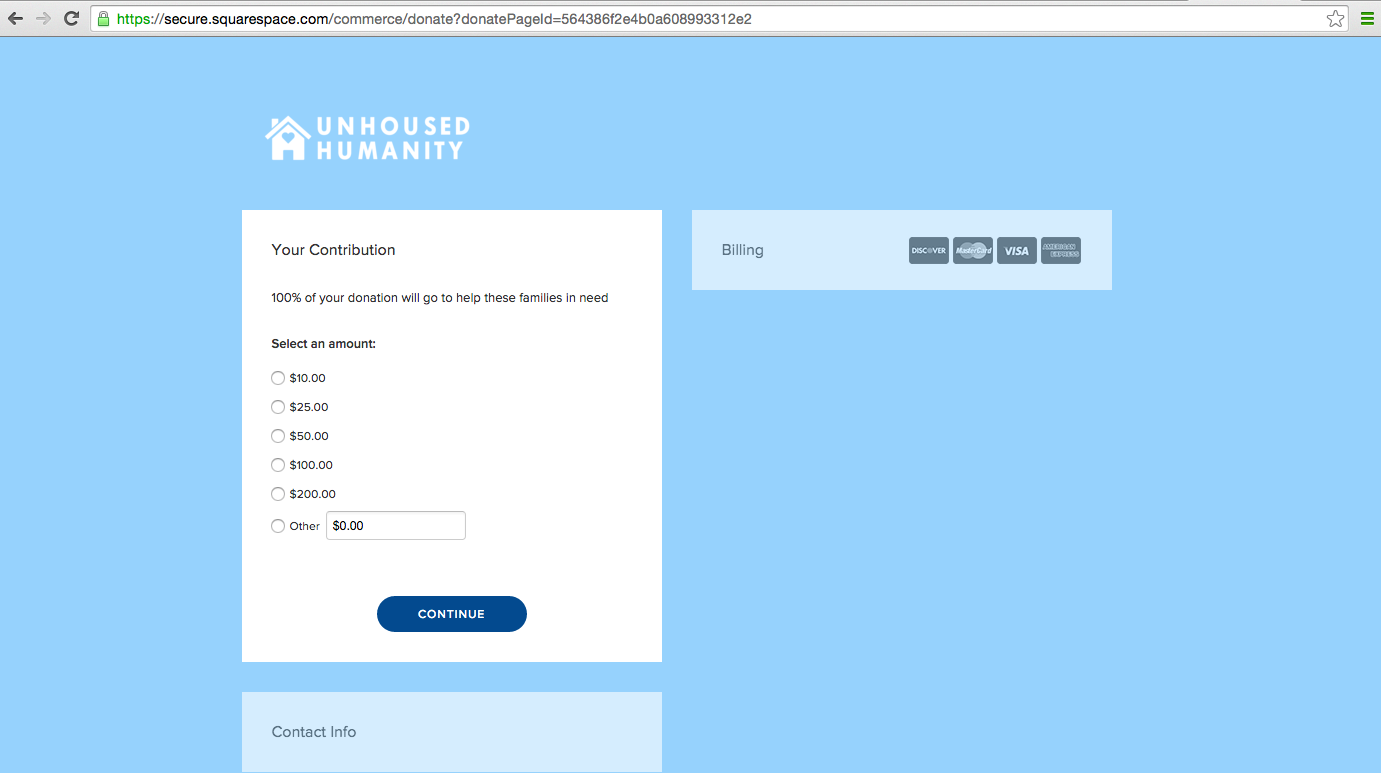 https://secure.squarespace.com/commerce/donate?donatePageId=564386f2e4b0a608993312e2
UNHOUSED
HUMANITY
Your Contribution
100% of your donation will go to help these families in need
Select an amount:
$10.00
$25.00
$50.00
$100.00
$200.00
Other $0.00
CONTINUE
Billing
DISCOVER MasterCard VISA AMERICAN EXPRESS
Contact Info